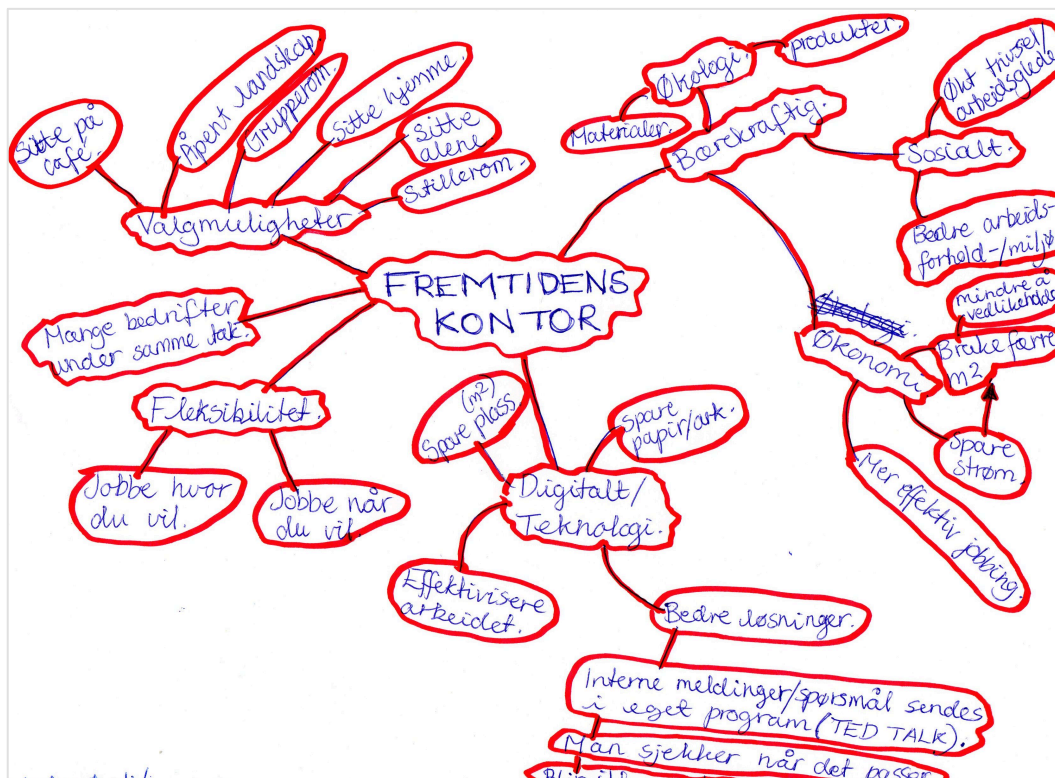 Sitte på
café.
Åpent landskap.
Grupperom.
Sitte hjemme
Sitte
alene
Stillerom.
Valgmuligheter
Økologi.
produkter.
Materialer.
Bærekraftig.
Økt trivsel/
arbeidsglede
Sosialt.
Bedre arbeids-
forhold-/miljø
FREMTIDENS
KONTOR
Mange bedrifter
under samme tak.
Fleksibilitet.
Jobbe hvor
du vil.
Jobbe når
du vil.
Økologi.
Økonomi
mindre å
vedlikeholde
Bruke færre
m2
Spare
strøm.
Mer effektiv jobbing.
(m2)
Spare plass
Spare
papir/ark.
Digitalt/
Teknologi.
Effektivisere
arbeidet.
Bedre løsninger.
Interne meldinger/spørsmål sendes
i eget program (TED TALK).
Man sjekker når det passer